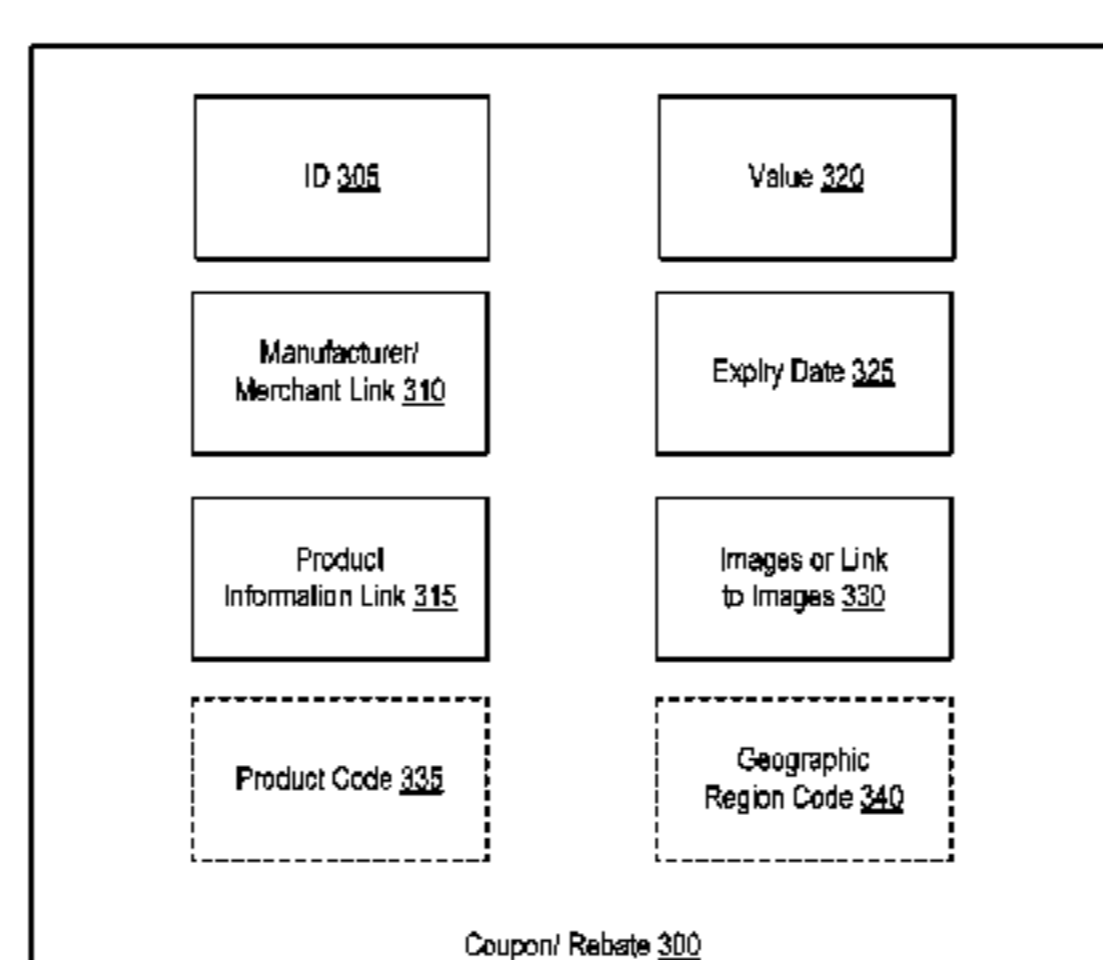 ID 305
Value 320
Manufacturer/
Merchant Link 310
Expiry Date 325
Product
Information Link 315
Images or Link
to Images 330
Product Code 335
Geographic
Region Code 340
Coupon/ Rebate 300